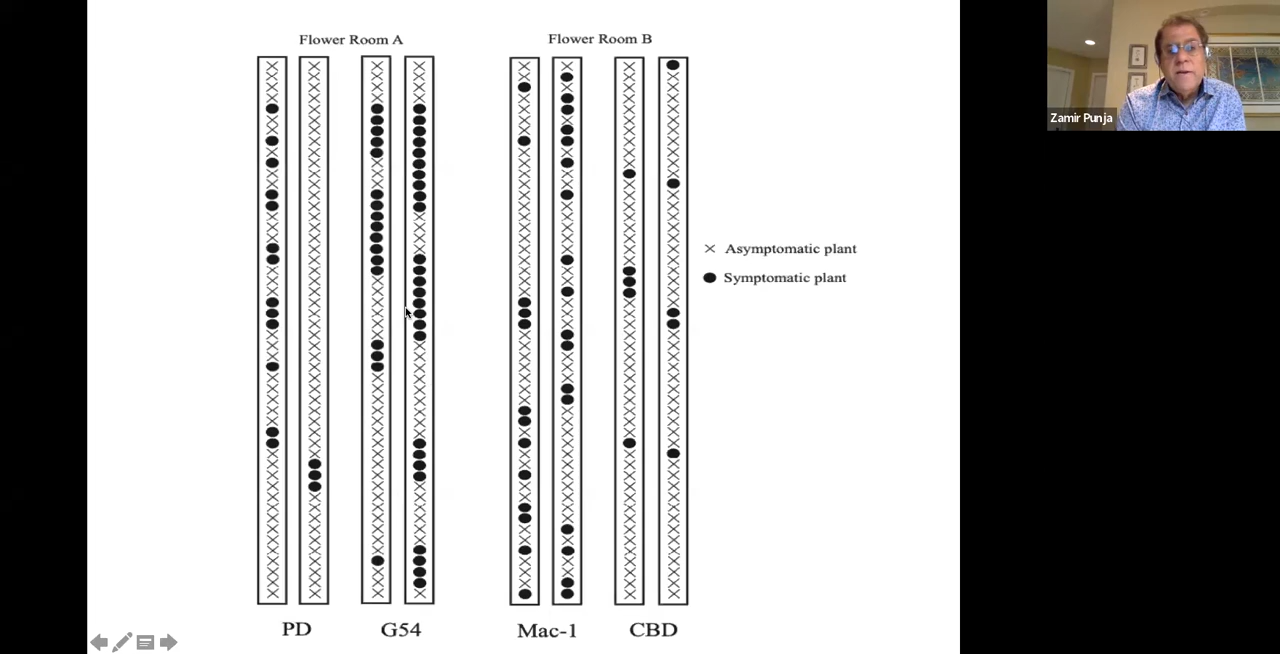 Flower Room A
Flower Room B
Zamir Punja
× Asymptomatic plant
● Symptomatic plant
PD
G54
Mac-1
CBD